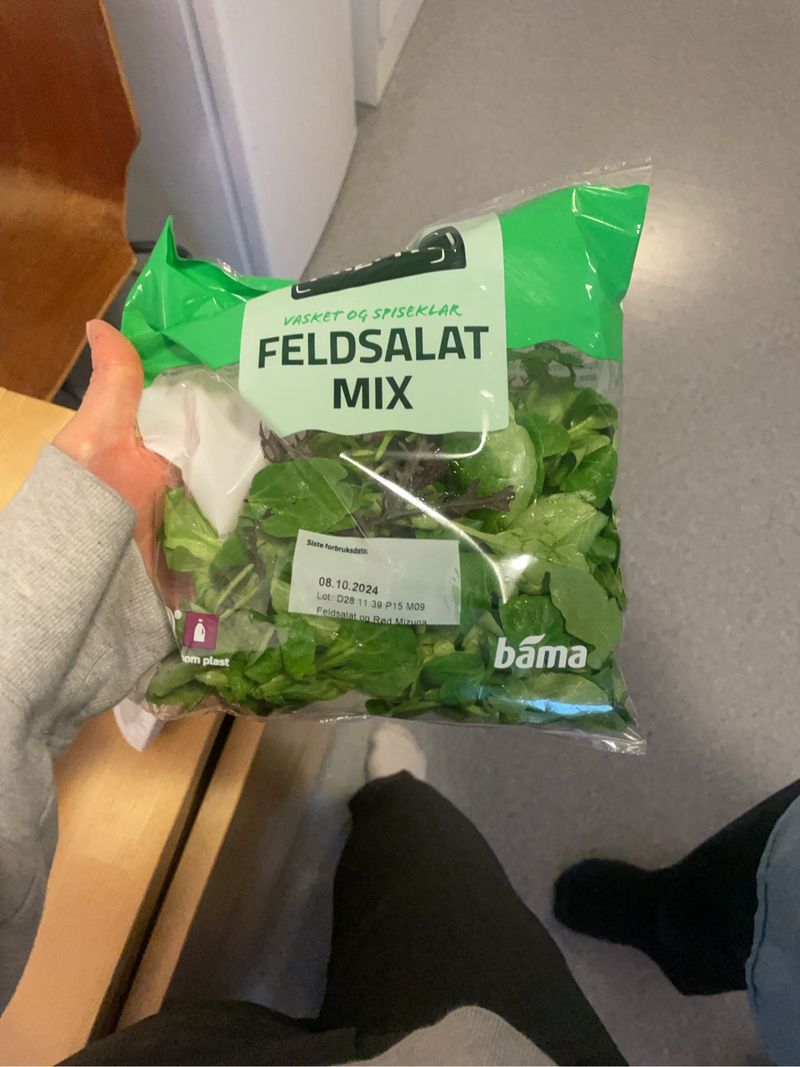 VASKET OG SPISEKLAR
FELDSALAT
MIX
Siste forbruksdato:
08.10.2024
Lot: D28 11:39 P15 M09
Feldsalat og Rød Mizuna
om plast
bama